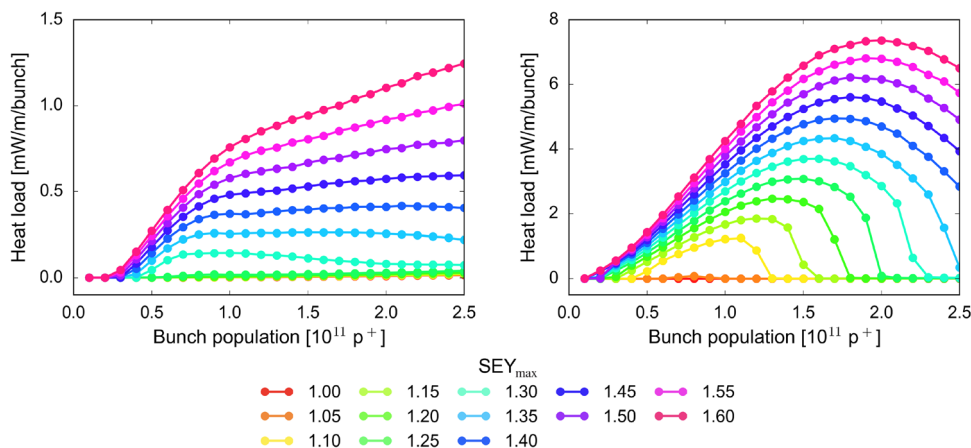 1.5
1.0
0.5
0.0
Heat load [mW/m/bunch]
0.0 0.5 1.0 1.5 2.0 2.5
Bunch population [10^11 p^+]
8
6
4
2
0
Heat load [mW/m/bunch]
0.0 0.5 1.0 1.5 2.0 2.5
Bunch population [10^11 p^+]
SEY_max
1.00 1.15 1.30 1.45 1.55
1.05 1.20 1.35 1.50 1.60
1.10 1.25 1.40